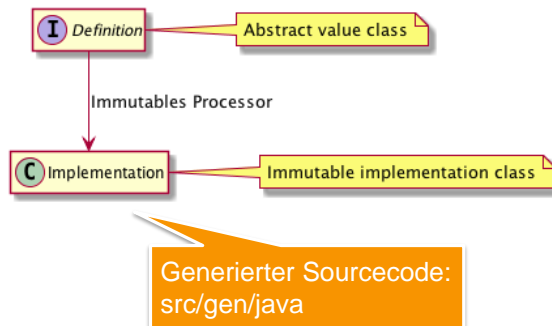 I Definition
Abstract value class
Immutables Processor
C Implementation
Immutable implementation class
Generierter Sourcecode:
src/gen/java